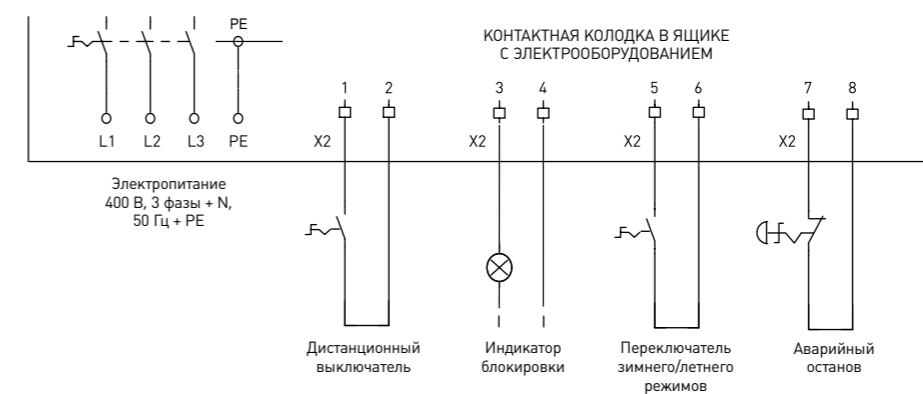 PE
КОНТАКТНАЯ КОЛОДКА В ЯЩИКЕ
С ЭЛЕКТРООБОРУДОВАНИЕМ
1 2 3 4 5 6 7 8
L1 L2 L3 PE X2 X2 X2 X2
Электропитание
400 В, 3 фазы + N,
50 Гц + PE
Дистанционный
выключатель
Индикатор
блокировки
Переключатель
зимнего/летнего
режимов
Аварийный
останов